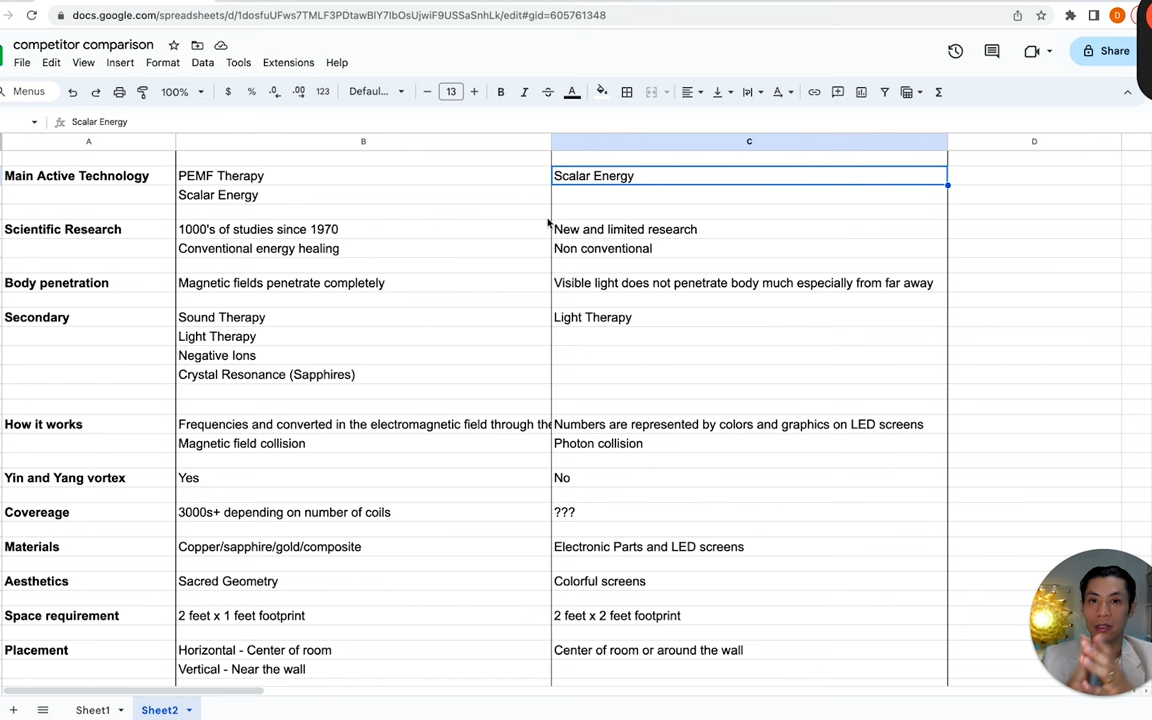 docs.google.com/spreadsheets/d/1dosfuUFws7TMLF3PDtawBlY7IbOsUjwiF9USSaSnhLk/edit#gid=605761348
D
competitor comparison
File Edit View Insert Format Data Tools Extensions Help
Share
Menus 100% $ % .0 .00 123 Defaul... 13 B I A
Scalar Energy
A B C D
Main Active Technology PEMF Therapy Scalar Energy
Scalar Energy
Scientific Research 1000's of studies since 1970 New and limited research
Conventional energy healing Non conventional
Body penetration Magnetic fields penetrate completely Visible light does not penetrate body much especially from far away
Secondary Sound Therapy Light Therapy
Light Therapy
Negative Ions
Crystal Resonance (Sapphires)
How it works Frequencies and converted in the electromagnetic field through the Numbers are represented by colors and graphics on LED screens
Magnetic field collision Photon collision
Yin and Yang vortex Yes No
Covereage 3000s+ depending on number of coils ???
Materials Copper/sapphire/gold/composite Electronic Parts and LED screens
Aesthetics Sacred Geometry Colorful screens
Space requirement 2 feet x 1 feet footprint 2 feet x 2 feet footprint
Placement Horizontal - Center of room Center of room or around the wall
Vertical - Near the wall
Sheet1 Sheet2